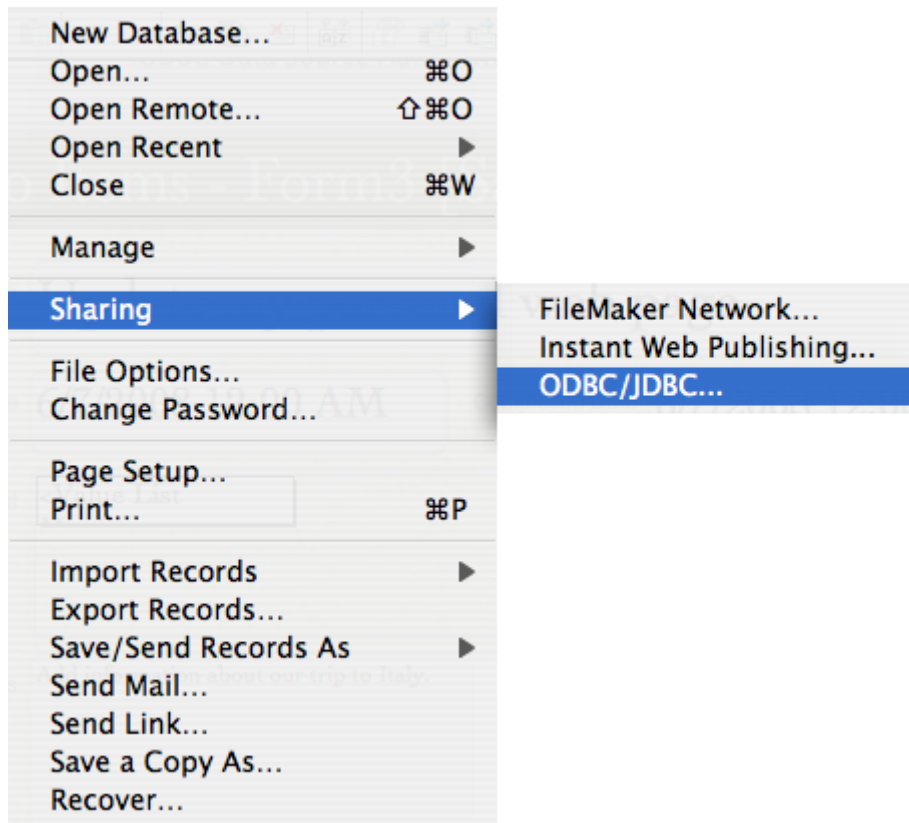 New Database...
Open... ⌘O
Open Remote... ⇧⌘O
Open Recent
Close ⌘W
Manage
Sharing
FileMaker Network...
Instant Web Publishing...
ODBC/JDBC...
File Options...
Change Password...
Page Setup...
Print... ⌘P
Import Records
Export Records...
Save/Send Records As
Send Mail...
Send Link...
Save a Copy As...
Recover...